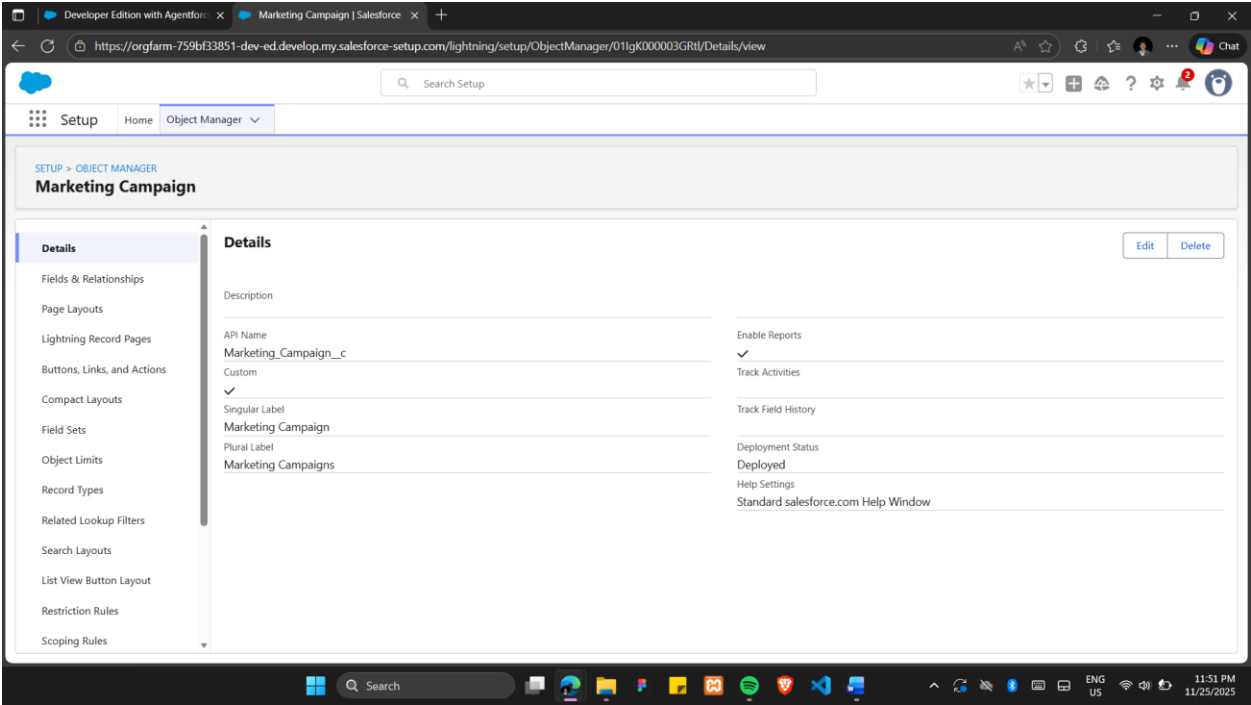 Developer Edition with Agentforc
Marketing Campaign | Salesforce
https://orgfarm-759bf33851-dev-ed.develop.my.salesforce-setup.com/lightning/setup/ObjectManager/01IgK000003GRtl/Details/view
Chat
Search Setup
2
Setup
Home
Object Manager
SETUP > OBJECT MANAGER
Marketing Campaign
Details
Fields & Relationships
Page Layouts
Lightning Record Pages
Buttons, Links, and Actions
Compact Layouts
Field Sets
Object Limits
Record Types
Related Lookup Filters
Search Layouts
List View Button Layout
Restriction Rules
Scoping Rules
Details
Edit
Delete
Description
API Name
Marketing_Campaign__c
Custom
Singular Label
Marketing Campaign
Plural Label
Marketing Campaigns
Enable Reports
Track Activities
Track Field History
Deployment Status
Deployed
Help Settings
Standard salesforce.com Help Window
Search
ENG
US
11:51 PM
11/25/2025